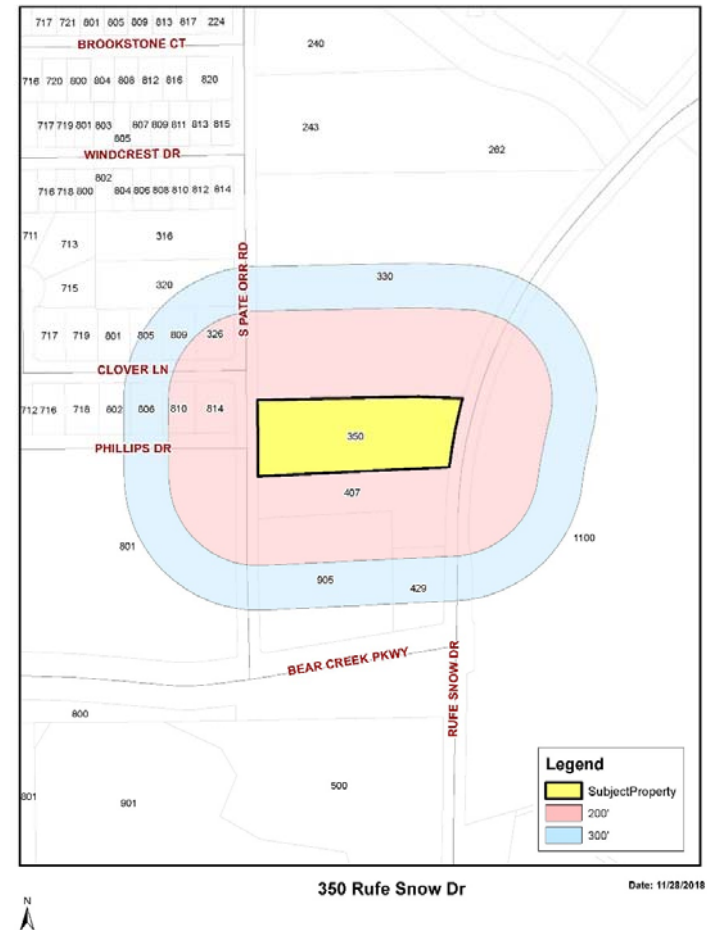 717 721 801 805 809 813 817 224
BROOKSTONE CT
240
716 720 800 804 808 812 816 820
243
717 719 801 803 807 809 811 813 815
805
262
WINDCREST DR
802
716 718 800 804 806 808 810 812 814
711
713
316
S PATE ORR RD
330
715
320
717 719 801 805 809 326
CLOVER LN
712 716 718 802 806 810 814
350
PHILLIPS DR
407
801
1100
905
429
BEAR CREEK PKWY
RUFE SNOW DR
800
500
801
901
Legend
SubjectProperty
200'
300'
350 Rufe Snow Dr
Date: 11/28/2018
N